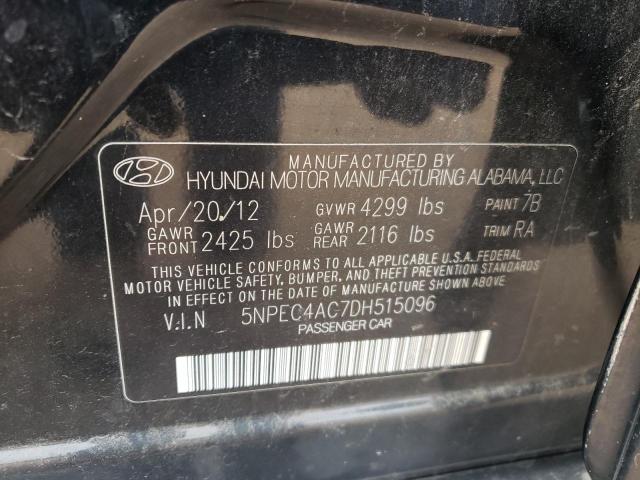 MANUFACTURED BY
HYUNDAI MOTOR MANUFACTURING ALABAMA, LLC
Apr/20/12 GVWR 4299 lbs PAINT 7B
GAWR FRONT 2425 lbs GAWR REAR 2116 lbs TRIM RA
THIS VEHICLE CONFORMS TO ALL APPLICABLE U.S.A. FEDERAL
MOTOR VEHICLE SAFETY, BUMPER, AND THEFT PREVENTION STANDARDS
IN EFFECT ON THE DATE OF MANUFACTURE SHOWN ABOVE.
V.I.N 5NPEC4AC7DH515096
PASSENGER CAR